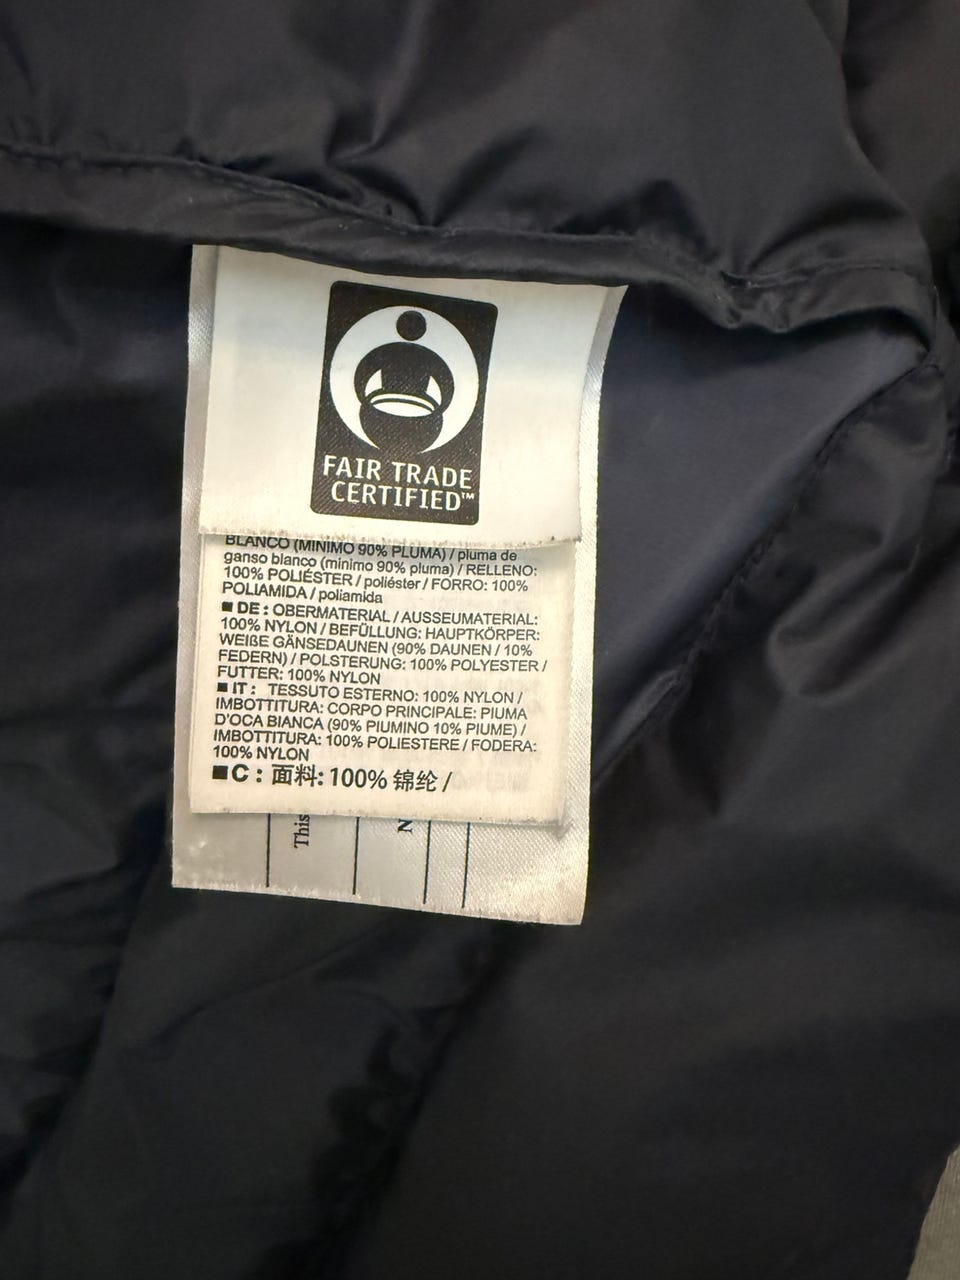 FAIR TRADE
CERTIFIED™
BLANCO (MÍNIMO 90% PLUMA) / pluma de
ganso blanco (mínimo 90% pluma) / RELLENO:
100% POLIÉSTER / poliéster / FORRO: 100%
POLIAMIDA / poliamida
■ DE : OBERMATERIAL / AUSSEUMATERIAL:
100% NYLON / BEFÜLLUNG: HAUPTKÖRPER:
WEIßE GÄNSEDAUNEN (90% DAUNEN / 10%
FEDERN) / POLSTERUNG: 100% POLYESTER /
FUTTER: 100% NYLON
■ IT : TESSUTO ESTERNO: 100% NYLON /
IMBOTTITURA: CORPO PRINCIPALE: PIUMA
D'OCA BIANCA (90% PIUMINO 10% PIUME) /
IMBOTTITURA: 100% POLIESTERE / FODERA:
100% NYLON
■ C : 面料: 100% 锦纶 /
This
N